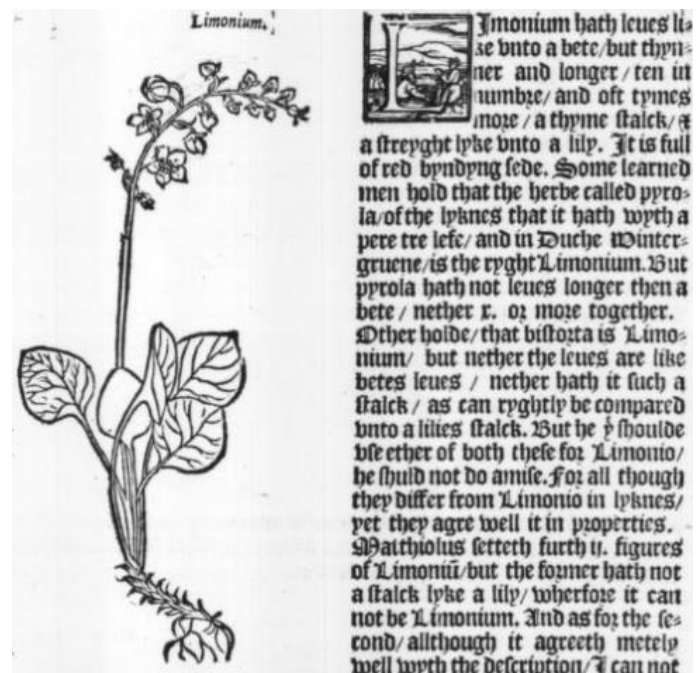 Limonium.
LImonium hath leues li⸗
ke vnto a bete/but thyn⸗
ner and longer / ten in
numbre/ and oft tymes
more / a thyme stalck/ &
a streyght lyke vnto a lily. It is full
of red byndyng sede. Some learned
men hold that the herbe called pyro⸗
la/of the lyknes that it hath wyth a
pere tre lefe/ and in Duche Winter⸗
gruene/is the ryght Limonium. But
pyrola hath not leues longer then a
bete / nether x. or more together.
Other holde/ that bistorta is Limo⸗
nium/ but nether the leues are like
betes leues / nether hath it such a
stalck / as can ryghtly be compared
vnto a lilies stalck. But he þͭ shoulde
vse ether of both these for Limonio/
he shuld not do amise. For all though
they differ from Limonio in lyknes/
yet they agre well it in properties.
Matthiolus setteth furth ij. figures
of Limoniū/but the former hath not
a stalck lyke a lily/ wherfore it can
not be Limonium. And as for the se⸗
cond/ allthough it agreeth metely
well wyth the description/ I can not